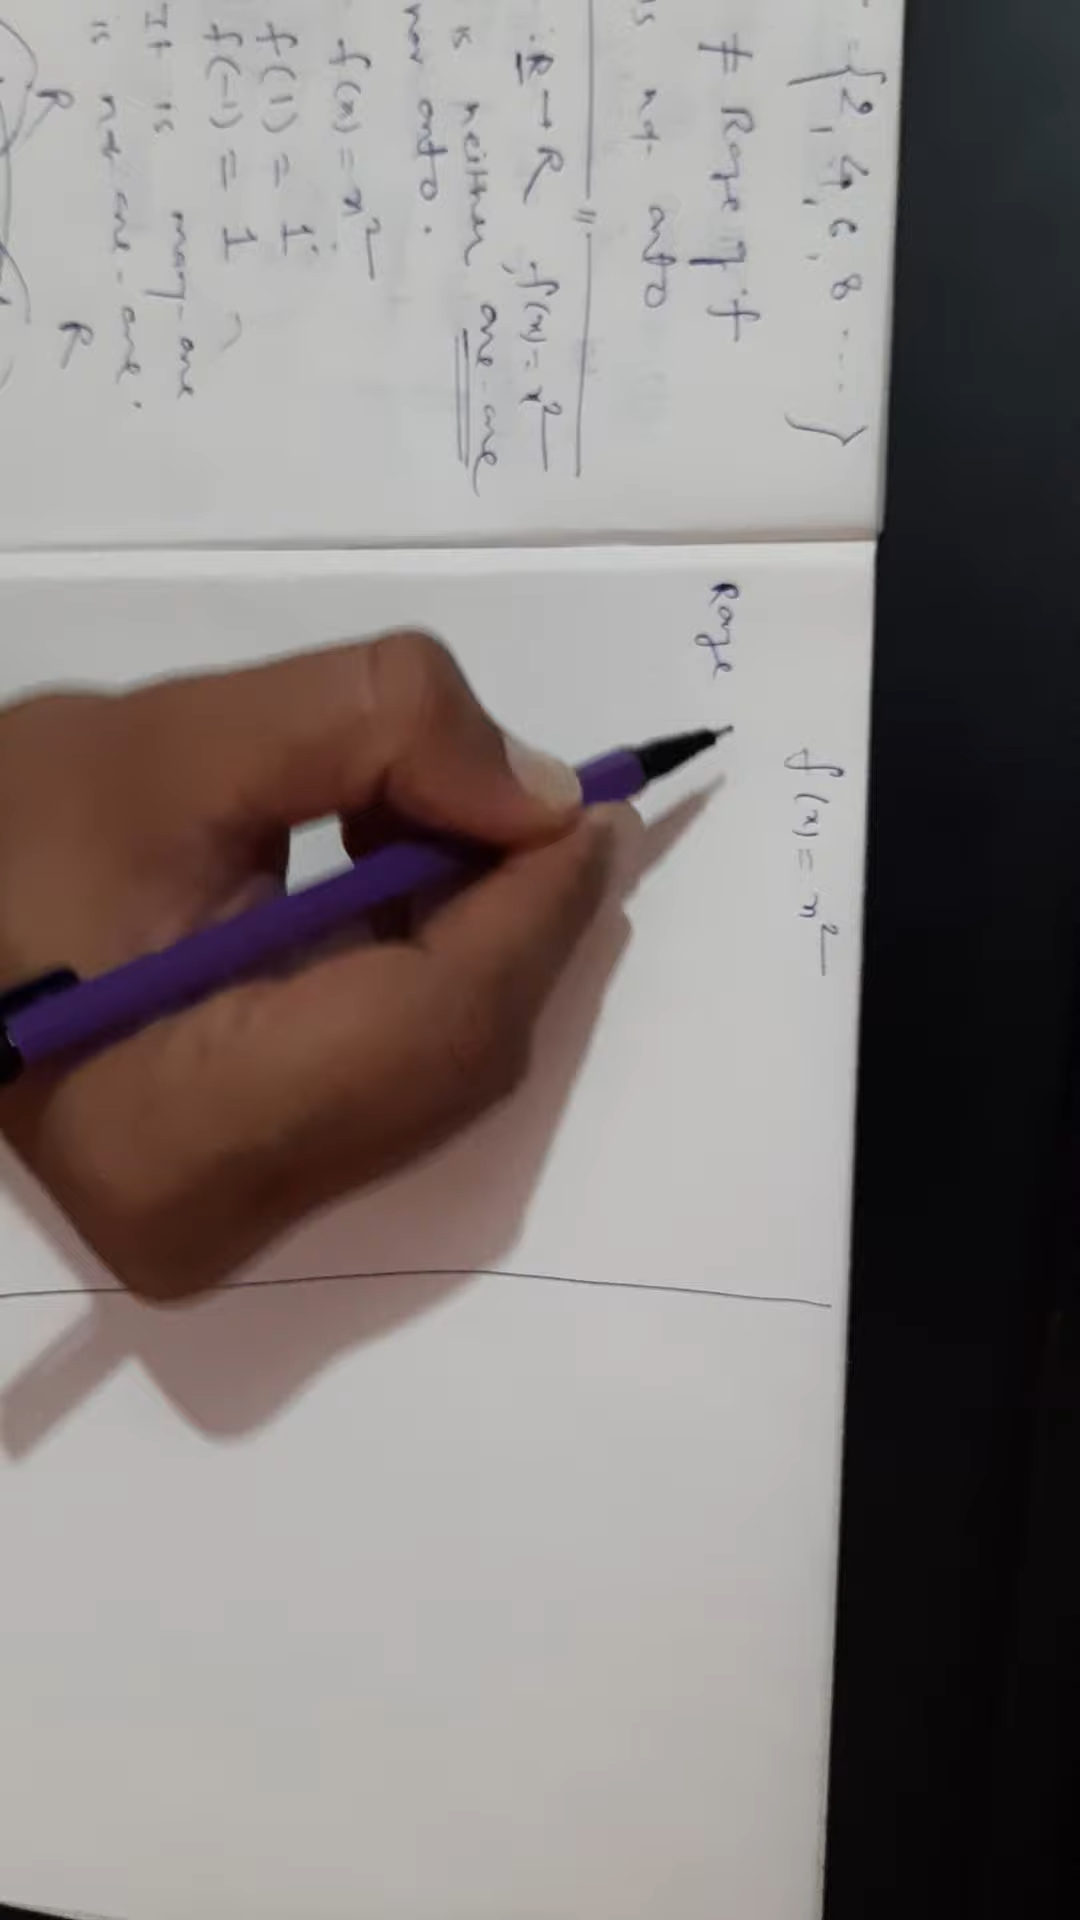 = {2, 4, 6, 8 .... }
≠ Range of f
is not onto
: R → R, f(x) = x²
is neither one-one
nor onto.
f(x) = x²
f(1) = 1
f(-1) = 1
It is many-one
is not one-one.
R R
f(x) = x²
Range